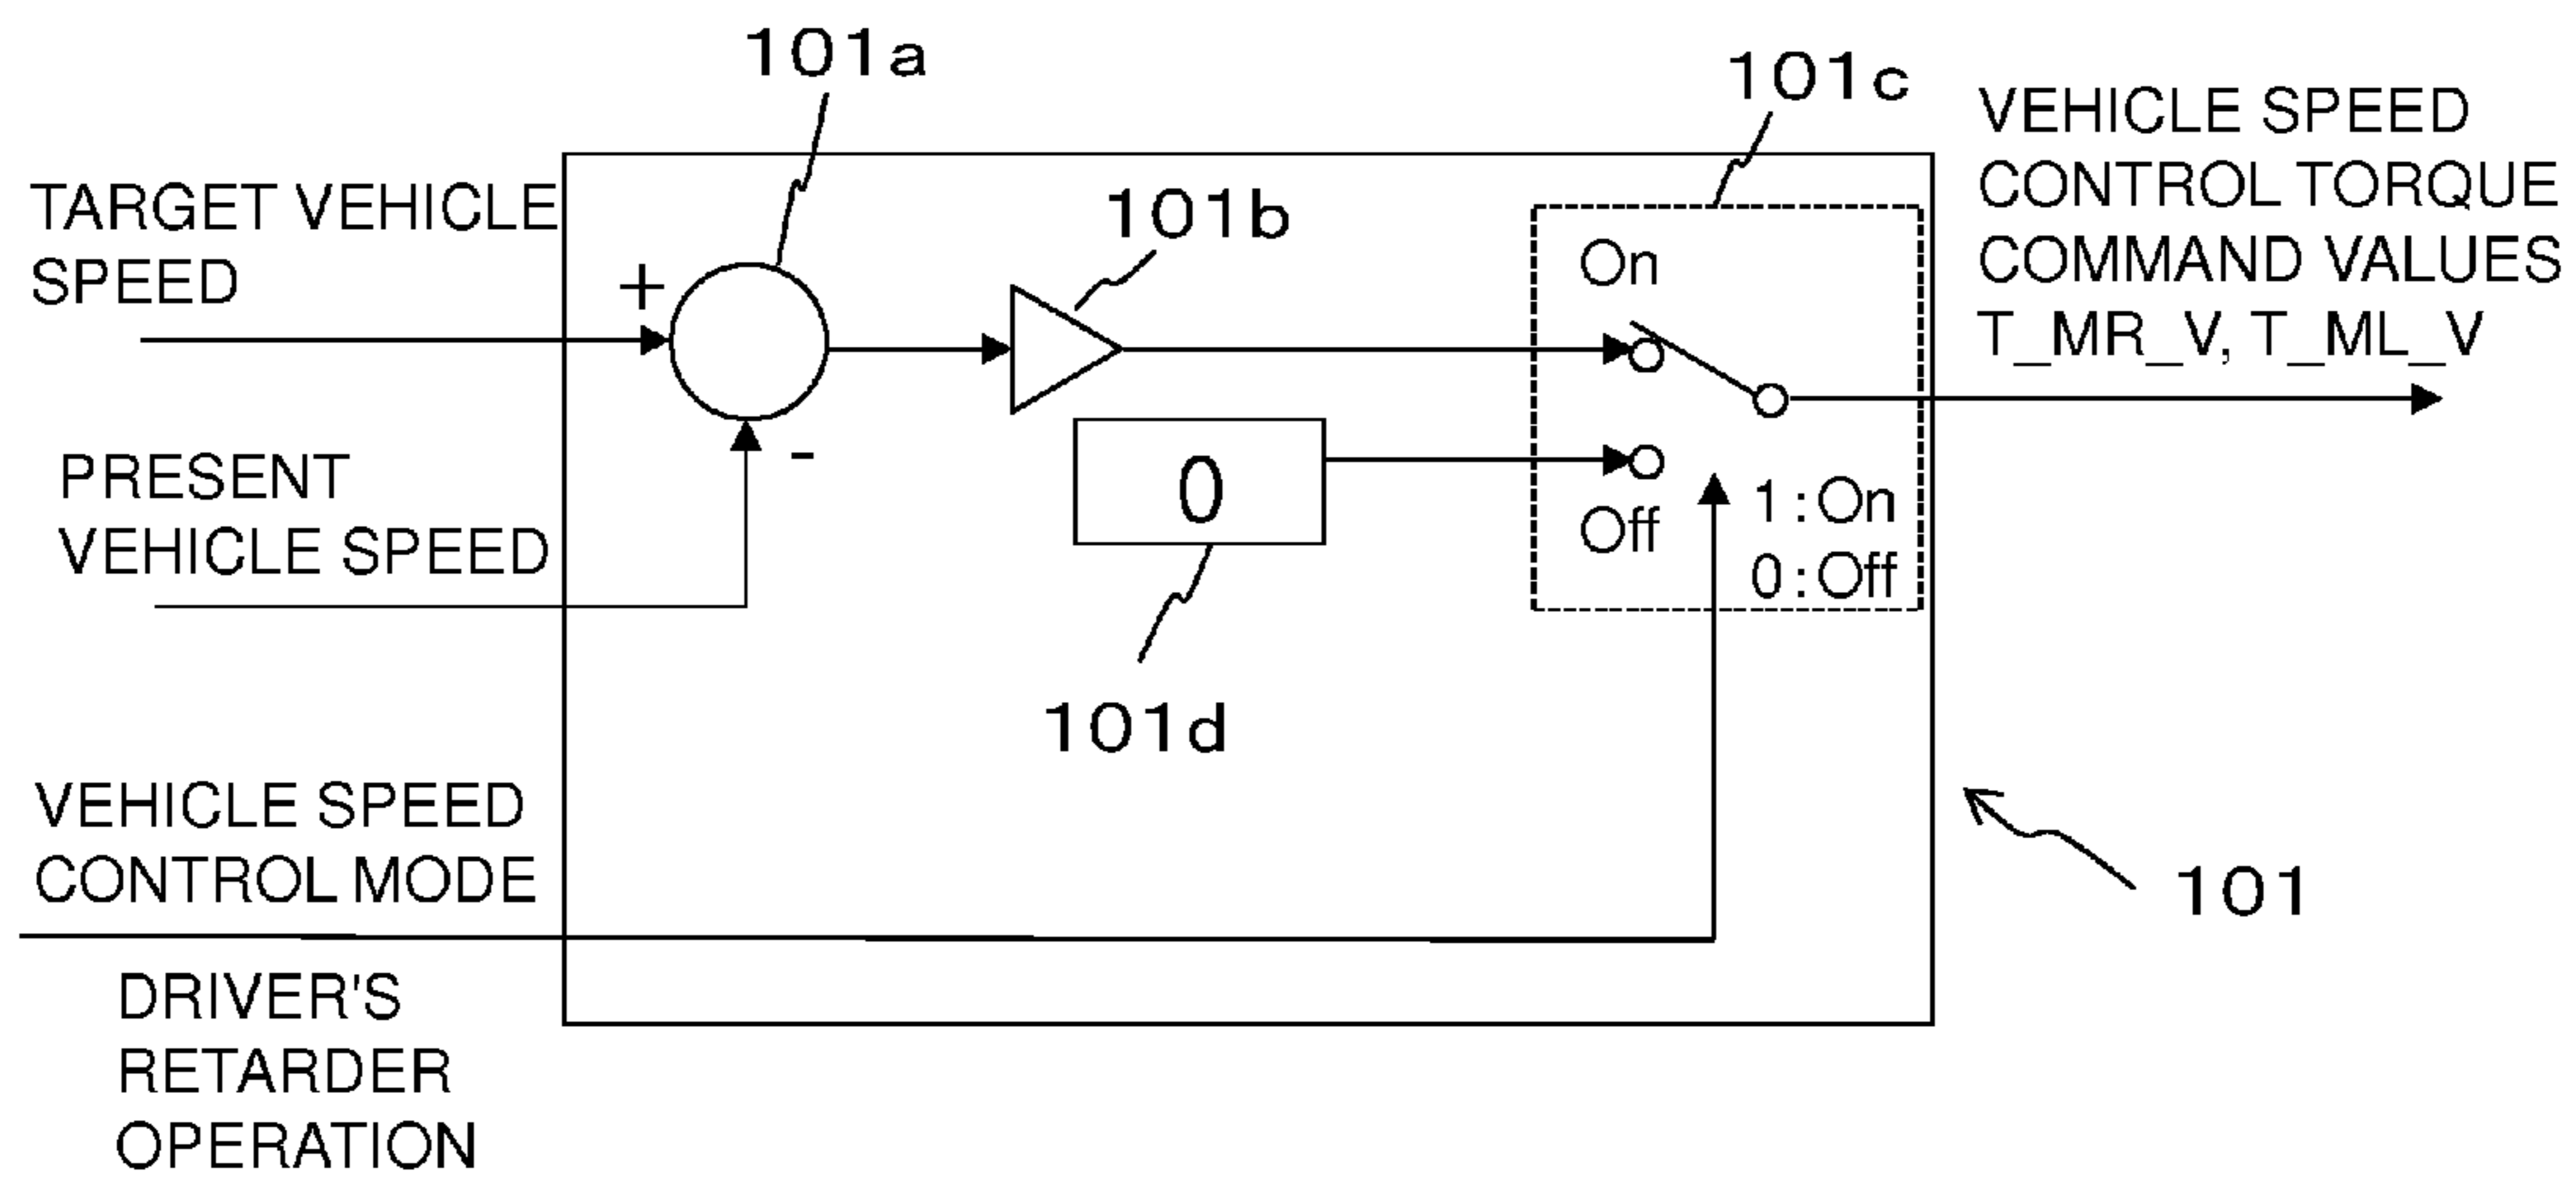 101a
101c
VEHICLE SPEED
CONTROL TORQUE
COMMAND VALUES
T_MR_V, T_ML_V
TARGET VEHICLE
SPEED
101b
On
+
-
PRESENT
VEHICLE SPEED
0
Off
1:On
0:Off
101d
VEHICLE SPEED
CONTROL MODE
101
DRIVER'S
RETARDER
OPERATION